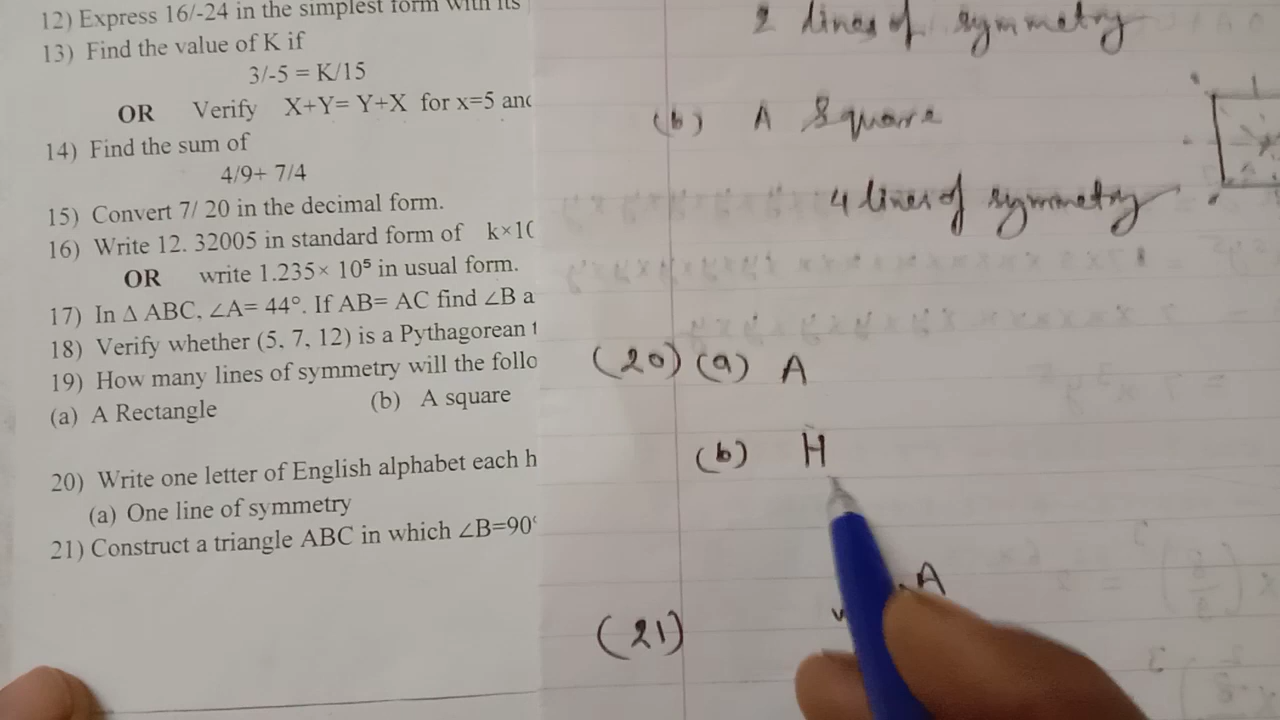 12) Express 16/-24 in the simplest form with its
13) Find the value of K if
3/-5 = K/15
OR Verify X+Y= Y+X for x=5 and
14) Find the sum of
4/9+ 7/4
15) Convert 7/ 20 in the decimal form.
16) Write 12. 32005 in standard form of k×10
OR write 1.235× 10⁵ in usual form.
17) In Δ ABC, ∠A= 44°. If AB= AC find ∠B a
18) Verify whether (5, 7, 12) is a Pythagorean t
19) How many lines of symmetry will the follo
(a) A Rectangle (b) A square
20) Write one letter of English alphabet each h
(a) One line of symmetry
21) Construct a triangle ABC in which ∠B=90°
2 lines of symmetry
(b) A Square
4 lines of symmetry
(20) (a) A
(b) H
A
(21)